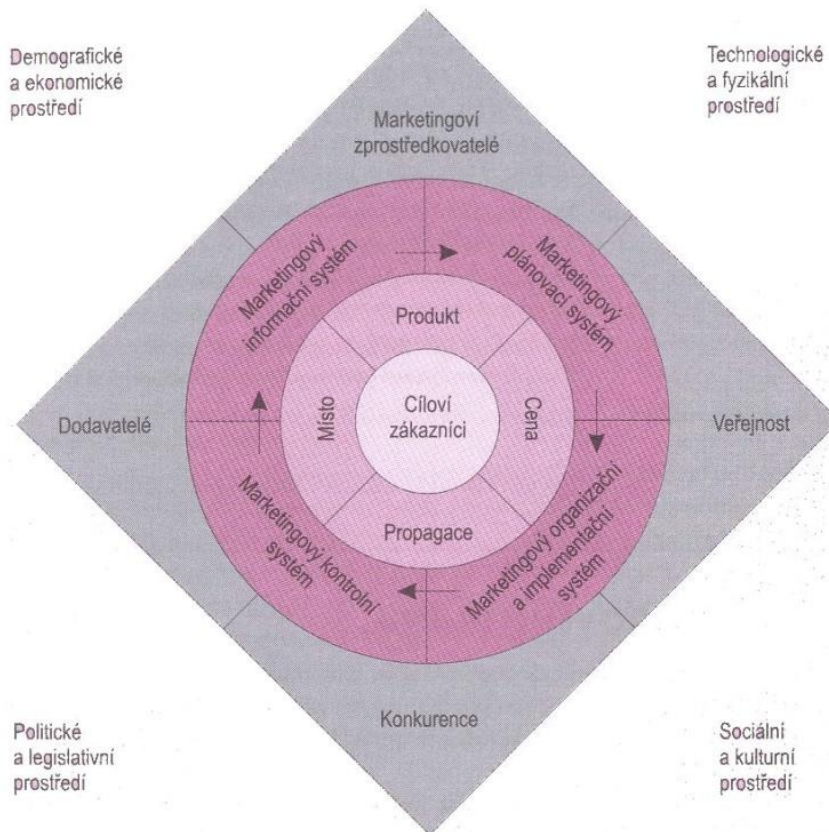 Demografické
a ekonomické
prostředí
Technologické
a fyzikální
prostředí
Marketingoví
zprostředkovatelé
Marketingový
informační systém
Marketingový
plánovací systém
Produkt
Dodavatelé
Místo
Cíloví
zákazníci
Cena
Veřejnost
Propagace
Marketingový kontrolní
systém
Marketingový organizační
a implementační
systém
Konkurence
Politické
a legislativní
prostředí
Sociální
a kulturní
prostředí